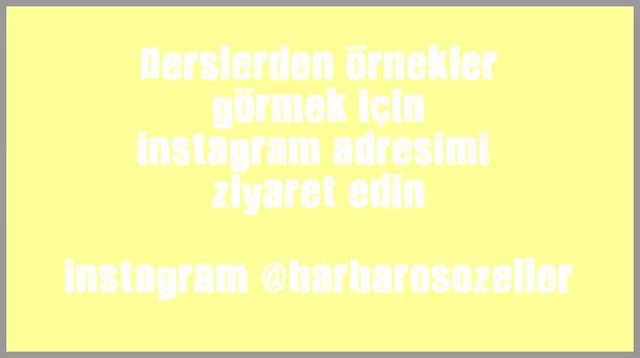 Derslerden örnekler
görmek için
instagram adresimi
ziyaret edin
instagram @barbarosozeller